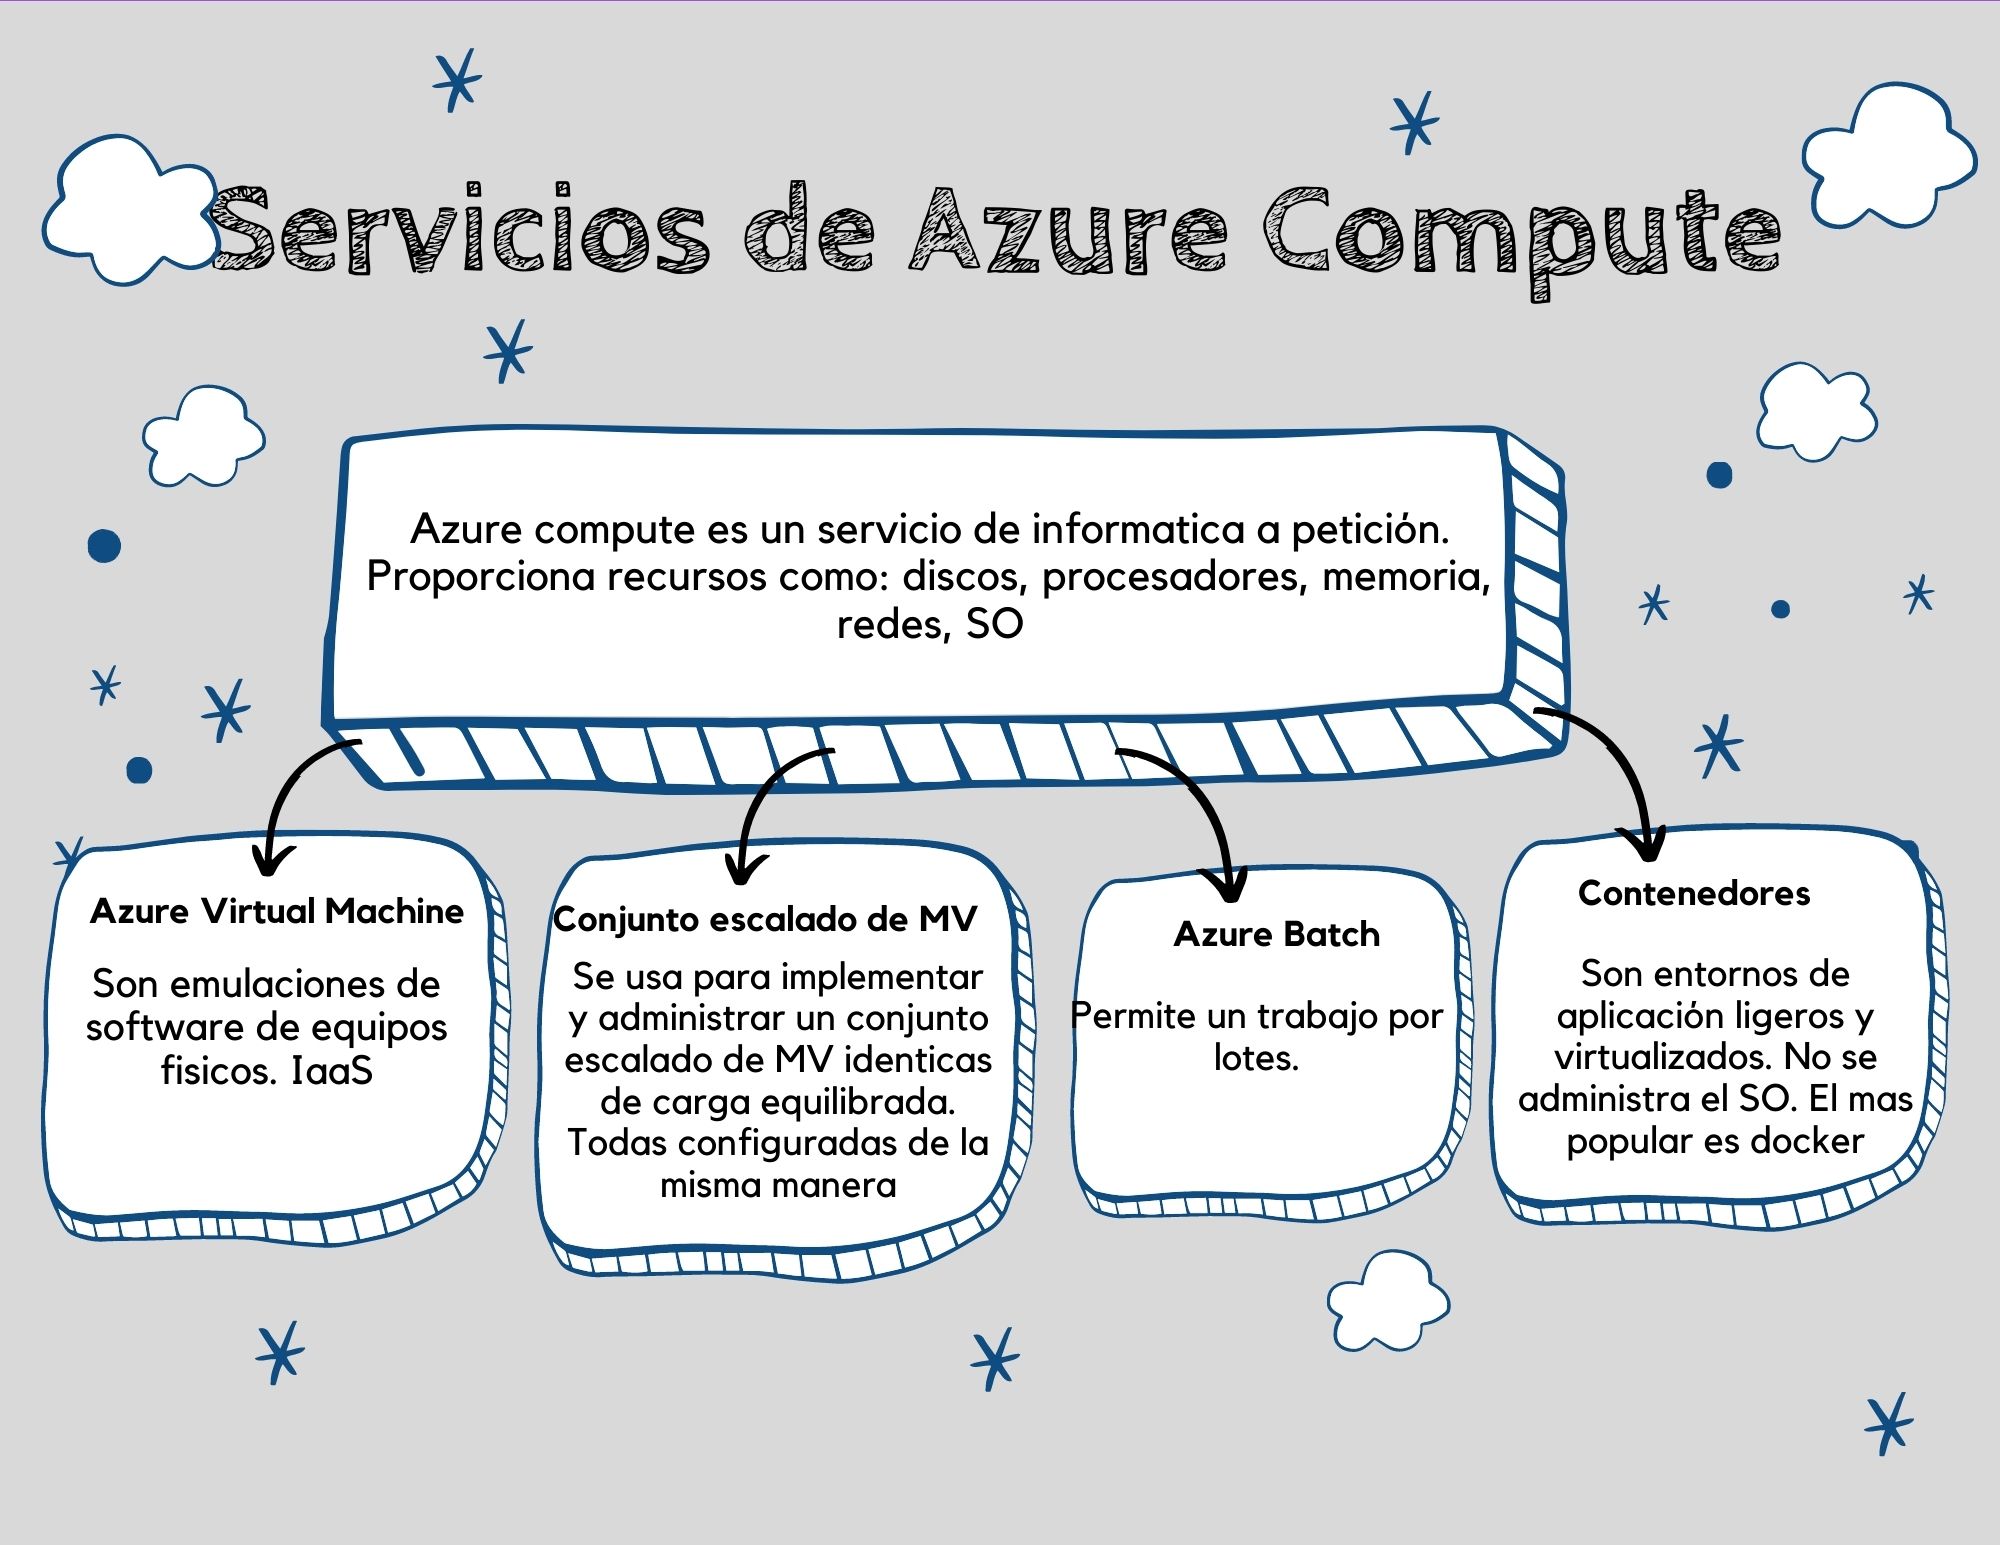 Servicios de Azure Compute
Azure compute es un servicio de informatica a petición.
Proporciona recursos como: discos, procesadores, memoria,
redes, SO
Azure Virtual Machine
Son emulaciones de
software de equipos
fisicos. IaaS
Conjunto escalado de MV
Se usa para implementar
y administrar un conjunto
escalado de MV identicas
de carga equilibrada.
Todas configuradas de la
misma manera
Azure Batch
Permite un trabajo por
lotes.
Contenedores
Son entornos de
aplicación ligeros y
virtualizados. No se
administra el SO. El mas
popular es docker